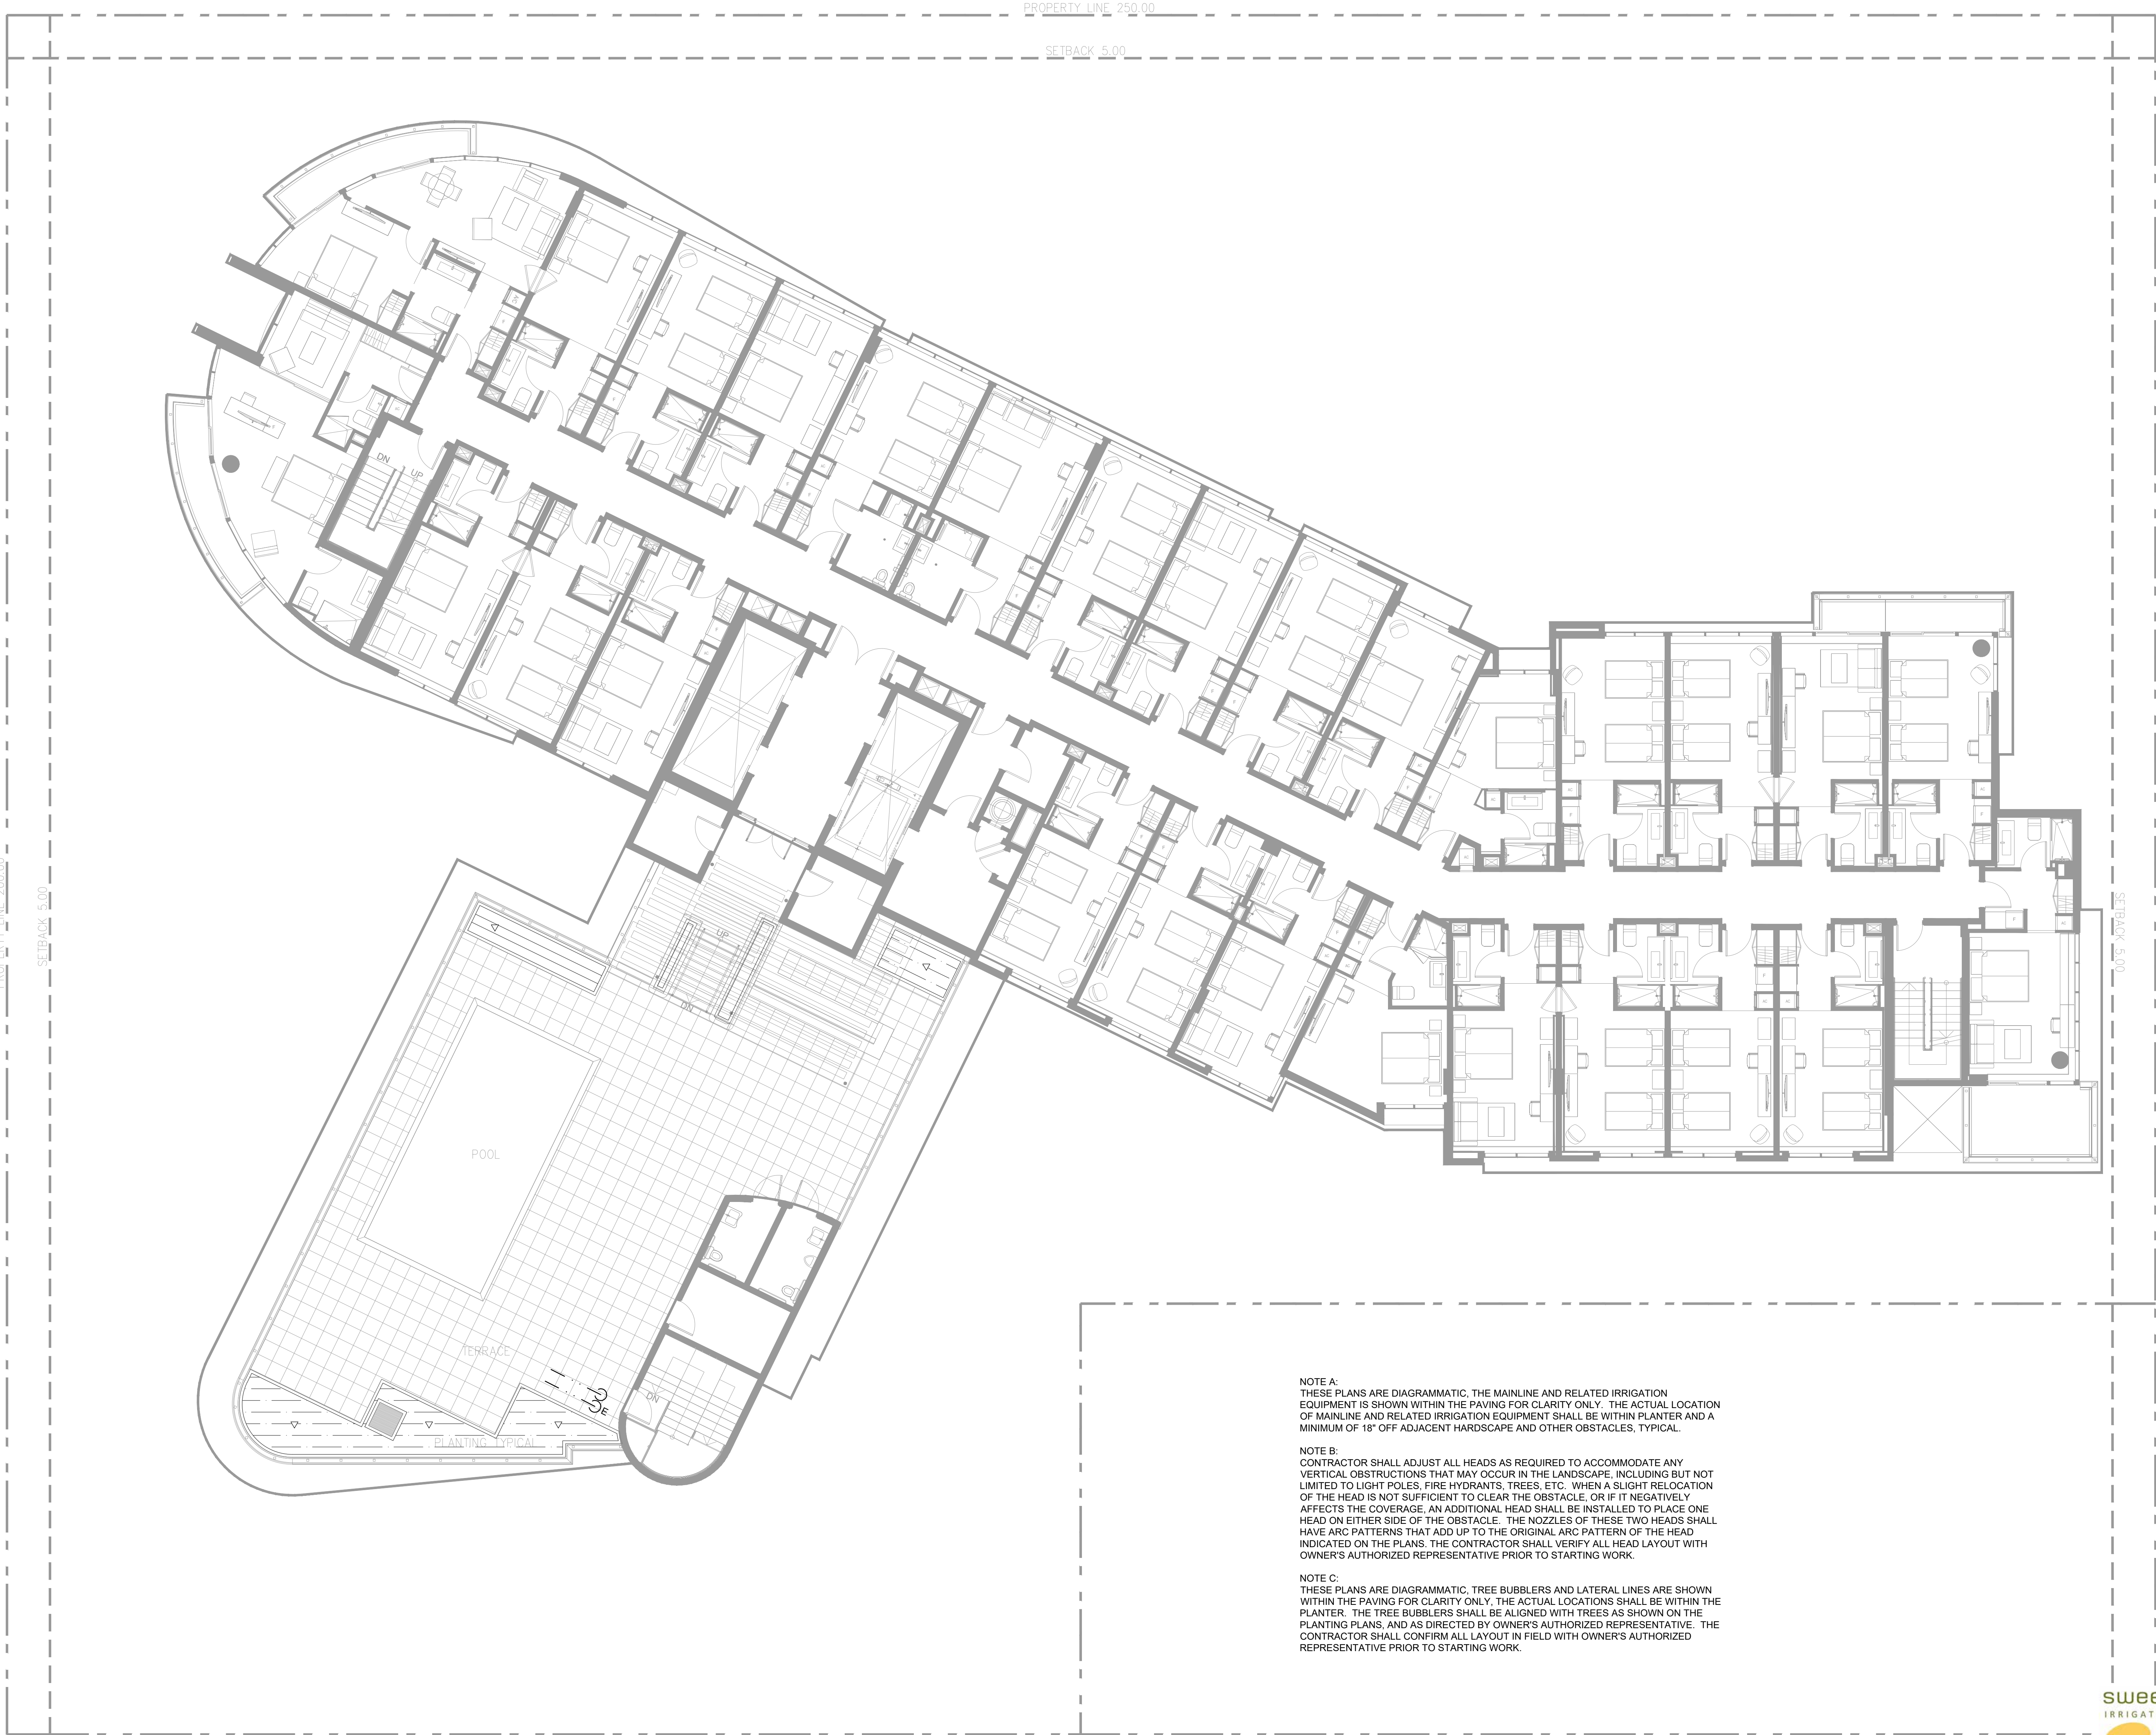 PROPERTY LINE 250.00
SETBACK 5.00
DN
UP
SETBACK 5.00
SETBACK 5.00
UP
DN
POOL
TERRACE
DN
E
PLANTING TYPICAL
NOTE A:
THESE PLANS ARE DIAGRAMMATIC, THE MAINLINE AND RELATED IRRIGATION
EQUIPMENT IS SHOWN WITHIN THE PAVING FOR CLARITY ONLY. THE ACTUAL LOCATION
OF MAINLINE AND RELATED IRRIGATION EQUIPMENT SHALL BE WITHIN PLANTER AND A
MINIMUM OF 18" OFF ADJACENT HARDSCAPE AND OTHER OBSTACLES, TYPICAL.
NOTE B:
CONTRACTOR SHALL ADJUST ALL HEADS AS REQUIRED TO ACCOMMODATE ANY
VERTICAL OBSTRUCTIONS THAT MAY OCCUR IN THE LANDSCAPE, INCLUDING BUT NOT
LIMITED TO LIGHT POLES, FIRE HYDRANTS, TREES, ETC. WHEN A SLIGHT RELOCATION
OF THE HEAD IS NOT SUFFICIENT TO CLEAR THE OBSTACLE, OR IF IT NEGATIVELY
AFFECTS THE COVERAGE, AN ADDITIONAL HEAD SHALL BE INSTALLED TO PLACE ONE
HEAD ON EITHER SIDE OF THE OBSTACLE. THE NOZZLES OF THESE TWO HEADS SHALL
HAVE ARC PATTERNS THAT ADD UP TO THE ORIGINAL ARC PATTERN OF THE HEAD
INDICATED ON THE PLANS. THE CONTRACTOR SHALL VERIFY ALL HEAD LAYOUT WITH
OWNER'S AUTHORIZED REPRESENTATIVE PRIOR TO STARTING WORK.
NOTE C:
THESE PLANS ARE DIAGRAMMATIC, TREE BUBBLERS AND LATERAL LINES ARE SHOWN
WITHIN THE PAVING FOR CLARITY ONLY, THE ACTUAL LOCATIONS SHALL BE WITHIN THE
PLANTER. THE TREE BUBBLERS SHALL BE ALIGNED WITH TREES AS SHOWN ON THE
PLANTING PLANS, AND AS DIRECTED BY OWNER'S AUTHORIZED REPRESENTATIVE. THE
CONTRACTOR SHALL CONFIRM ALL LAYOUT IN FIELD WITH OWNER'S AUTHORIZED
REPRESENTATIVE PRIOR TO STARTING WORK.
swee
IRRIGAT